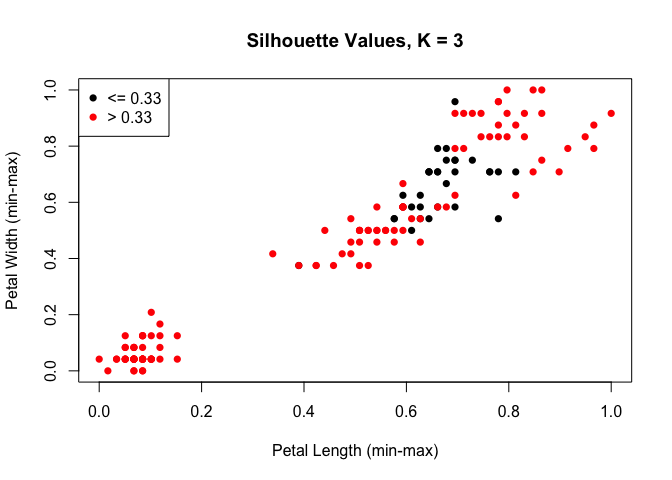 Silhouette Values, K = 3
<= 0.33
> 0.33
Petal Width (min-max)
1.0
0.8
0.6
0.4
0.2
0.0
0.0 0.2 0.4 0.6 0.8 1.0
Petal Length (min-max)